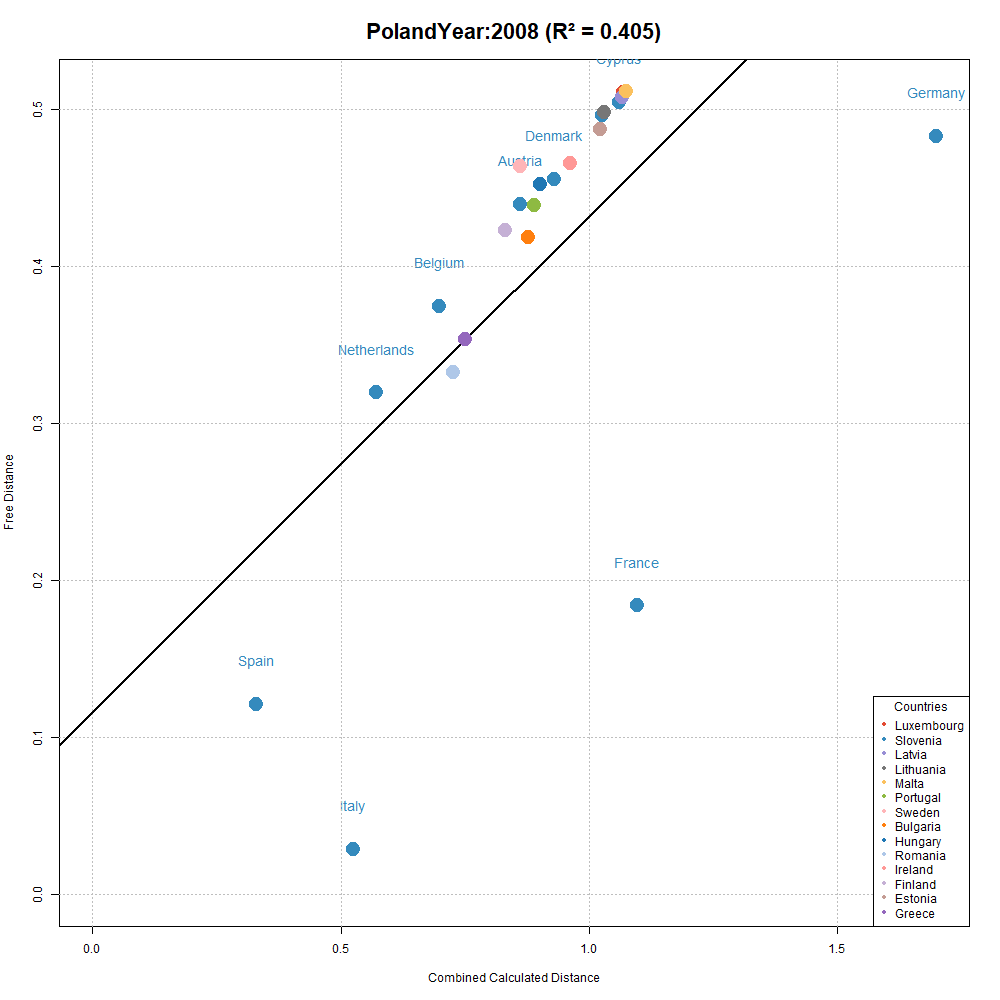 PolandYear:2008 (R² = 0.405)
Cyprus
Germany
Denmark
Austria
Belgium
Netherlands
France
Spain
Italy
Free Distance
0.5
0.4
0.3
0.2
0.1
0.0
0.0
0.5
1.0
1.5
Combined Calculated Distance
Countries
Luxembourg
Slovenia
Latvia
Lithuania
Malta
Portugal
Sweden
Bulgaria
Hungary
Romania
Ireland
Finland
Estonia
Greece